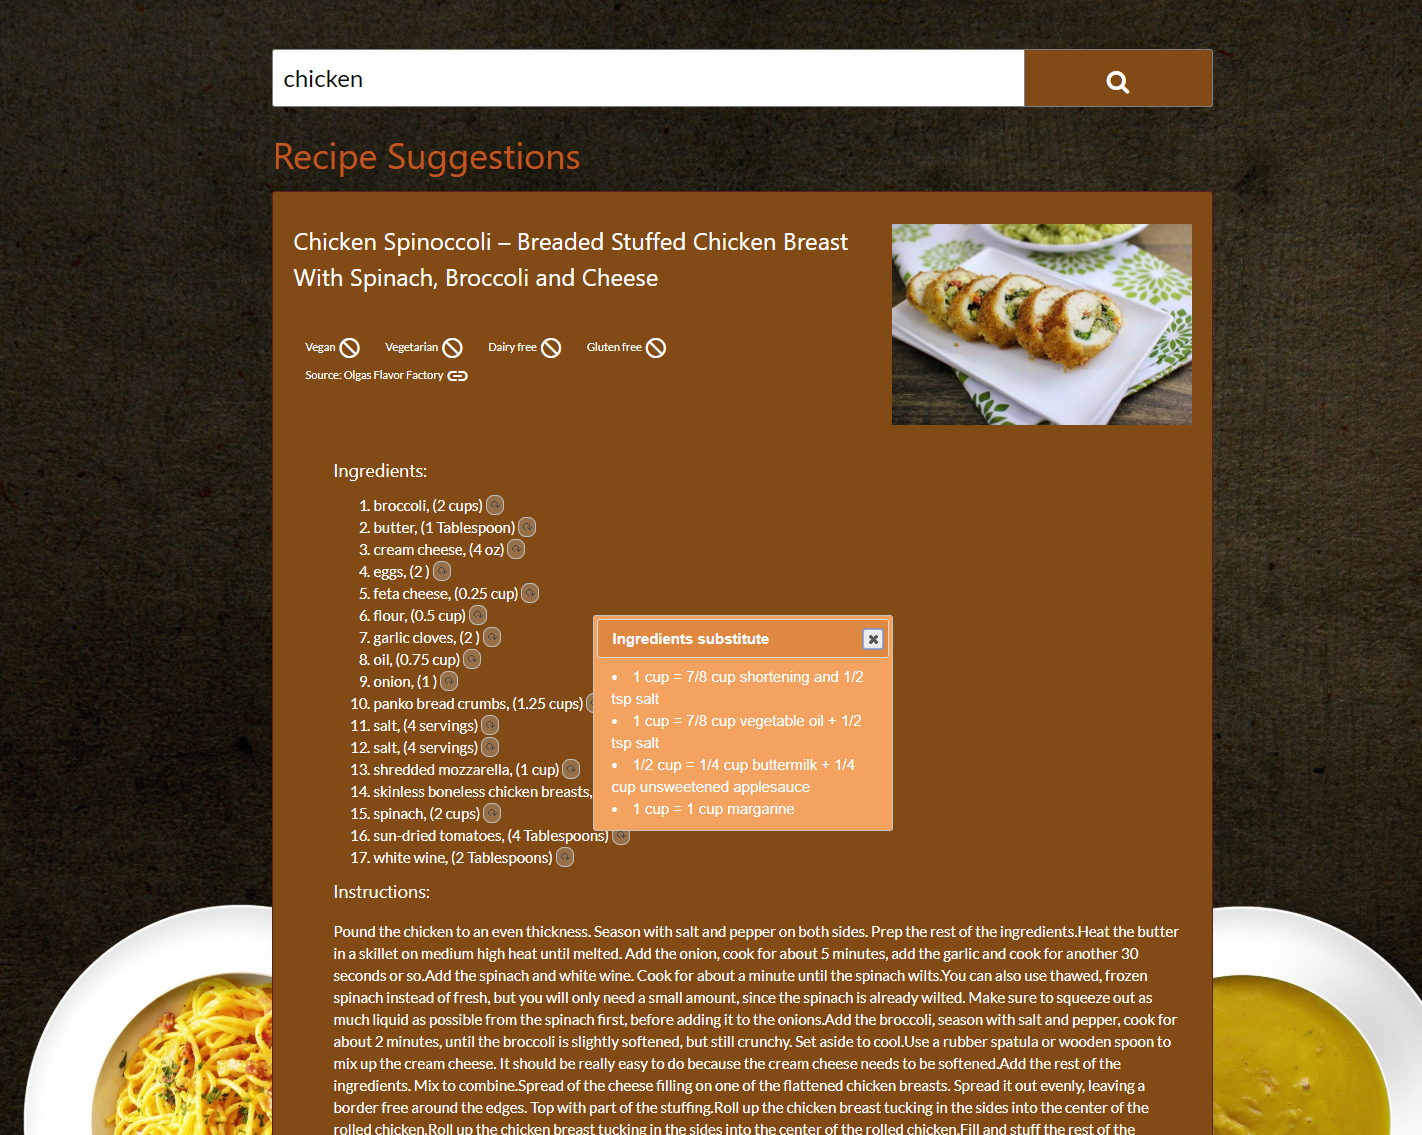 chicken
Recipe Suggestions
Chicken Spinoccoli – Breaded Stuffed Chicken Breast
With Spinach, Broccoli and Cheese
Vegan Vegetarian Dairy free Gluten free
Source: Olgas Flavor Factory
Ingredients:
1. broccoli, (2 cups)
2. butter, (1 Tablespoon)
3. cream cheese, (4 oz)
4. eggs, (2 )
5. feta cheese, (0.25 cup)
6. flour, (0.5 cup)
7. garlic cloves, (2 )
8. oil, (0.75 cup)
9. onion, (1 )
10. panko bread crumbs, (1.25 cups)
11. salt, (4 servings)
12. salt, (4 servings)
13. shredded mozzarella, (1 cup)
14. skinless boneless chicken breasts,
15. spinach, (2 cups)
16. sun-dried tomatoes, (4 Tablespoons)
17. white wine, (2 Tablespoons)
Ingredients substitute
• 1 cup = 7/8 cup shortening and 1/2
tsp salt
• 1 cup = 7/8 cup vegetable oil + 1/2
tsp salt
• 1/2 cup = 1/4 cup buttermilk + 1/4
cup unsweetened applesauce
• 1 cup = 1 cup margarine
Instructions:
Pound the chicken to an even thickness. Season with salt and pepper on both sides. Prep the rest of the ingredients.Heat the butter
in a skillet on medium high heat until melted. Add the onion, cook for about 5 minutes, add the garlic and cook for another 30
seconds or so.Add the spinach and white wine. Cook for about a minute until the spinach wilts.You can also use thawed, frozen
spinach instead of fresh, but you will only need a small amount, since the spinach is already wilted. Make sure to squeeze out as
much liquid as possible from the spinach first, before adding it to the onions.Add the broccoli, season with salt and pepper, cook for
about 2 minutes, until the broccoli is slightly softened, but still crunchy. Set aside to cool.Use a rubber spatula or wooden spoon to
mix up the cream cheese. It should be really easy to do because the cream cheese needs to be softened.Add the rest of the
ingredients. Mix to combine.Spread of the cheese filling on one of the flattened chicken breasts. Spread it out evenly, leaving a
border free around the edges. Top with part of the stuffing.Roll up the chicken breast tucking in the sides into the center of the
rolled chicken.Roll up the chicken breast tucking in the sides into the center of the rolled chicken.Fill and stuff the rest of the